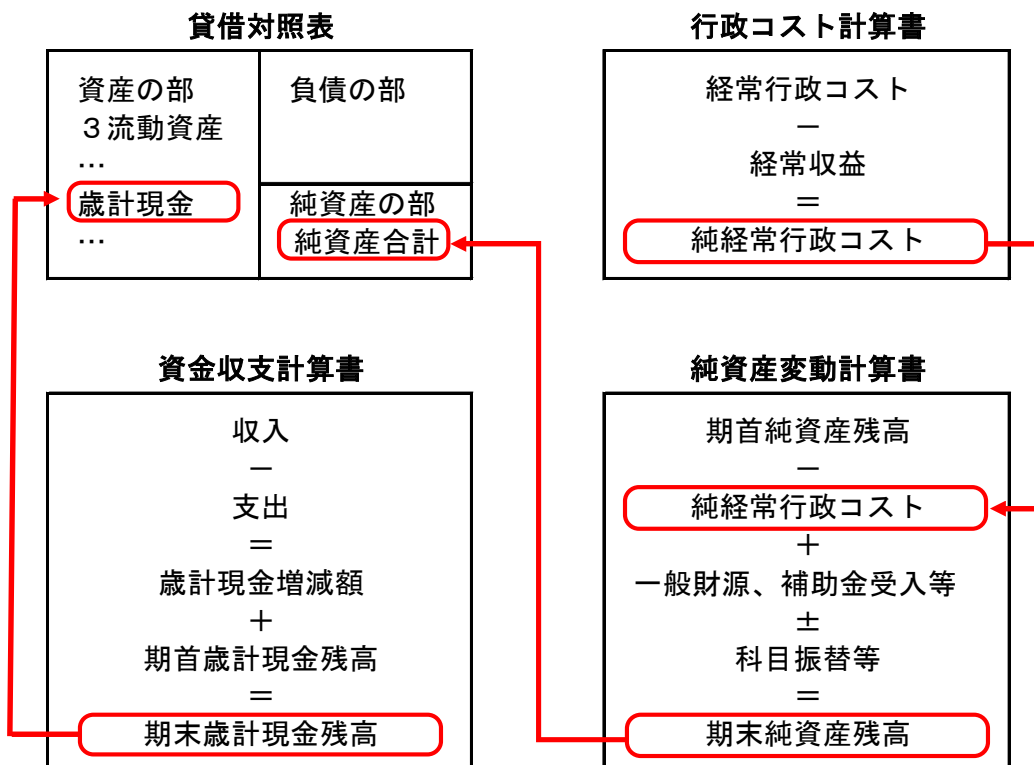 貸借対照表
資産の部
３流動資産
…
歳計現金
…
負債の部
純資産の部
純資産合計
行政コスト計算書
経常行政コスト
－
経常収益
＝
純経常行政コスト
資金収支計算書
収入
－
支出
＝
歳計現金増減額
＋
期首歳計現金残高
＝
期末歳計現金残高
純資産変動計算書
期首純資産残高
－
純経常行政コスト
＋
一般財源、補助金受入等
±
科目振替等
＝
期末純資産残高